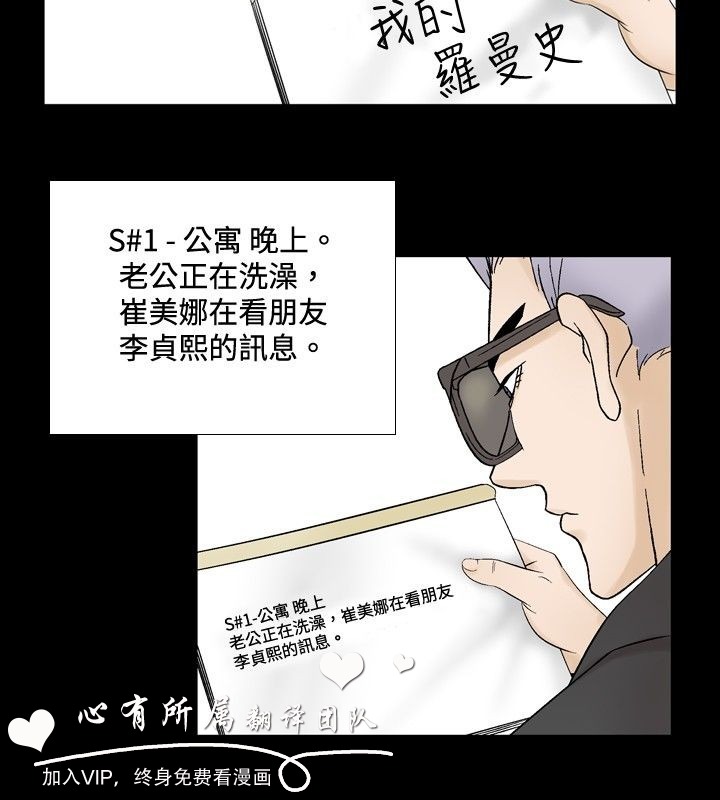 我的
羅曼史
S#1 - 公寓 晚上。
老公正在洗澡，
崔美娜在看朋友
李貞熙的訊息。
S#1-公寓 晚上
老公正在洗澡，崔美娜在看朋友
李貞熙的訊息。
心有所属翻译团队
加入VIP，终身免费看漫画